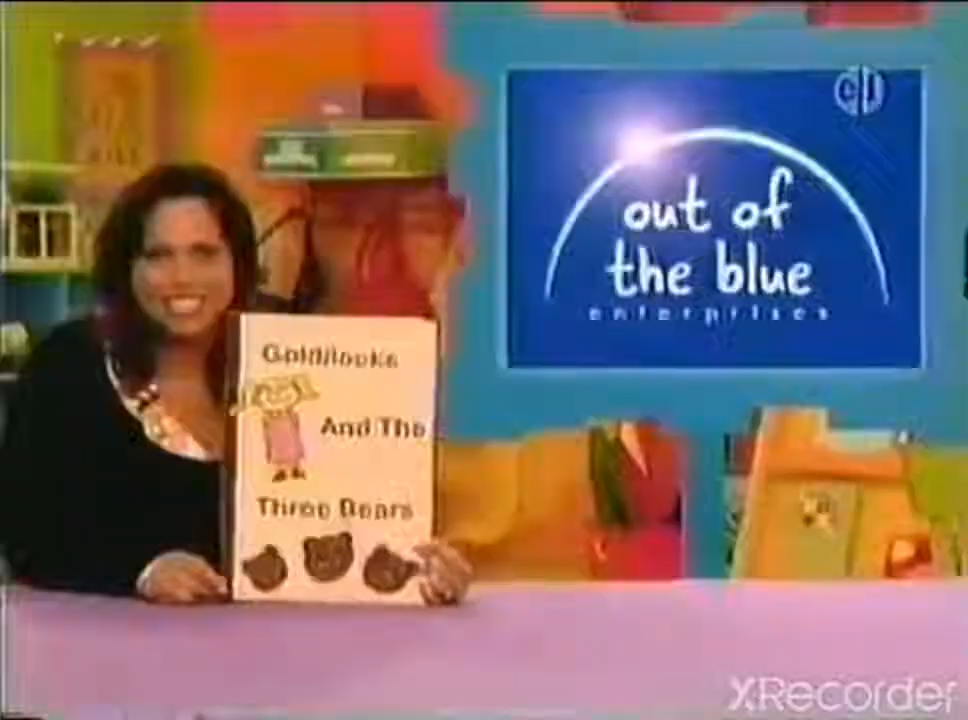 out of
the blue
enterprises
Goldilocks
And The
Three Bears
XRecorder